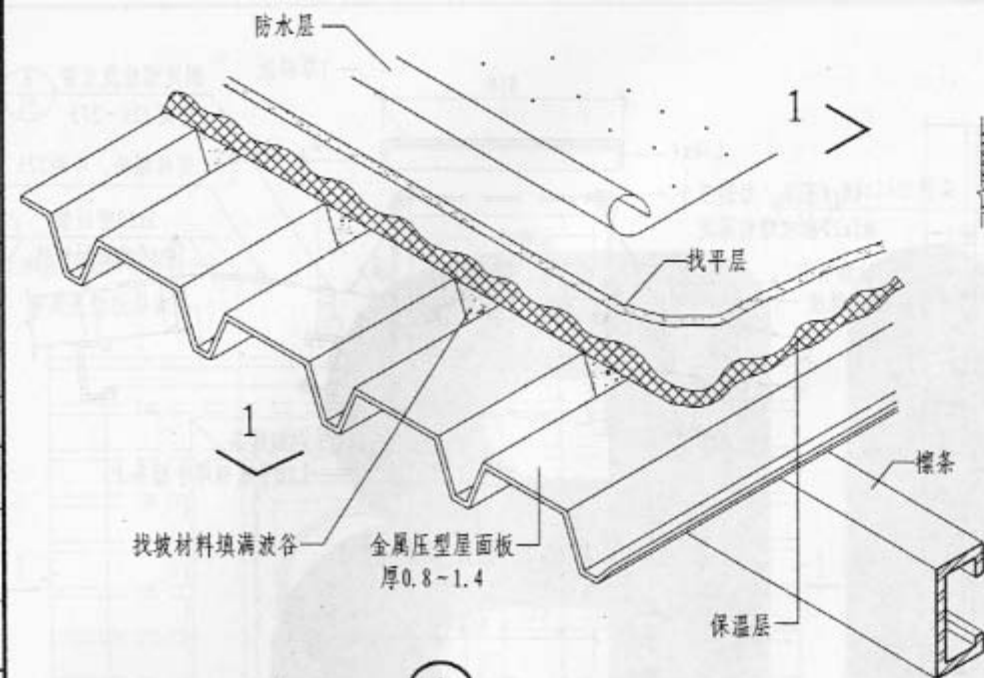 防水层
1
找平层
1
檩条
找坡材料填满波谷
金属压型屋面板
厚0.8~1.4
保温层